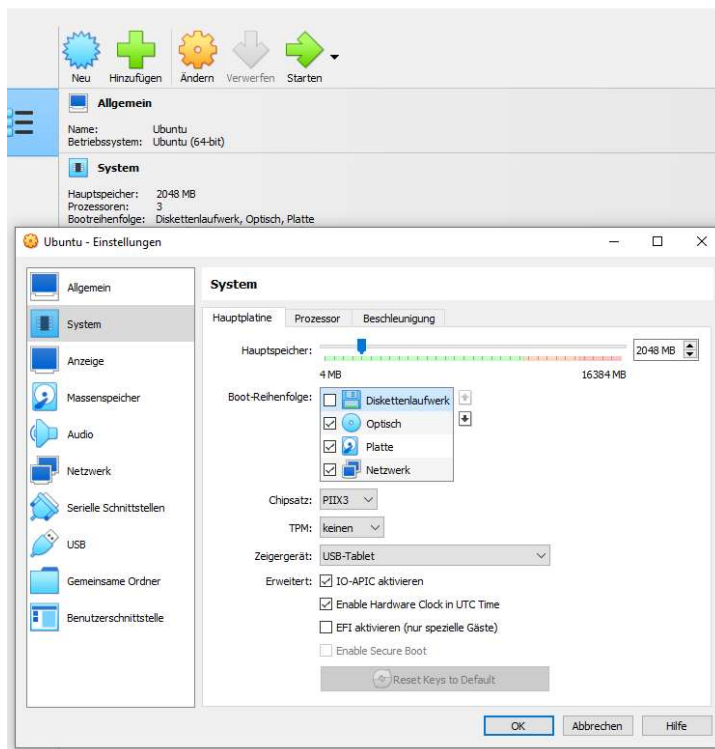 Neu Hinzufügen Ändern Verwerfen Starten
Allgemein
Name: Ubuntu
Betriebssystem: Ubuntu (64-bit)
System
Hauptspeicher: 2048 MB
Prozessoren: 3
Bootreihenfolge: Diskettenlaufwerk, Optisch, Platte
Ubuntu - Einstellungen
Allgemein
System
Anzeige
Massenspeicher
Audio
Netzwerk
Serielle Schnittstellen
USB
Gemeinsame Ordner
Benutzerschnittstelle
System
Hauptplatine Prozessor Beschleunigung
Hauptspeicher: 2048 MB
4 MB 16384 MB
Boot-Reihenfolge: Diskettenlaufwerk
Optisch
Platte
Netzwerk
Chipsatz: PIIX3
TPM: keinen
Zeigergerät: USB-Tablet
Erweitert: IO-APIC aktivieren
Enable Hardware Clock in UTC Time
EFI aktivieren (nur spezielle Gäste)
Enable Secure Boot
Reset Keys to Default
OK Abbrechen Hilfe